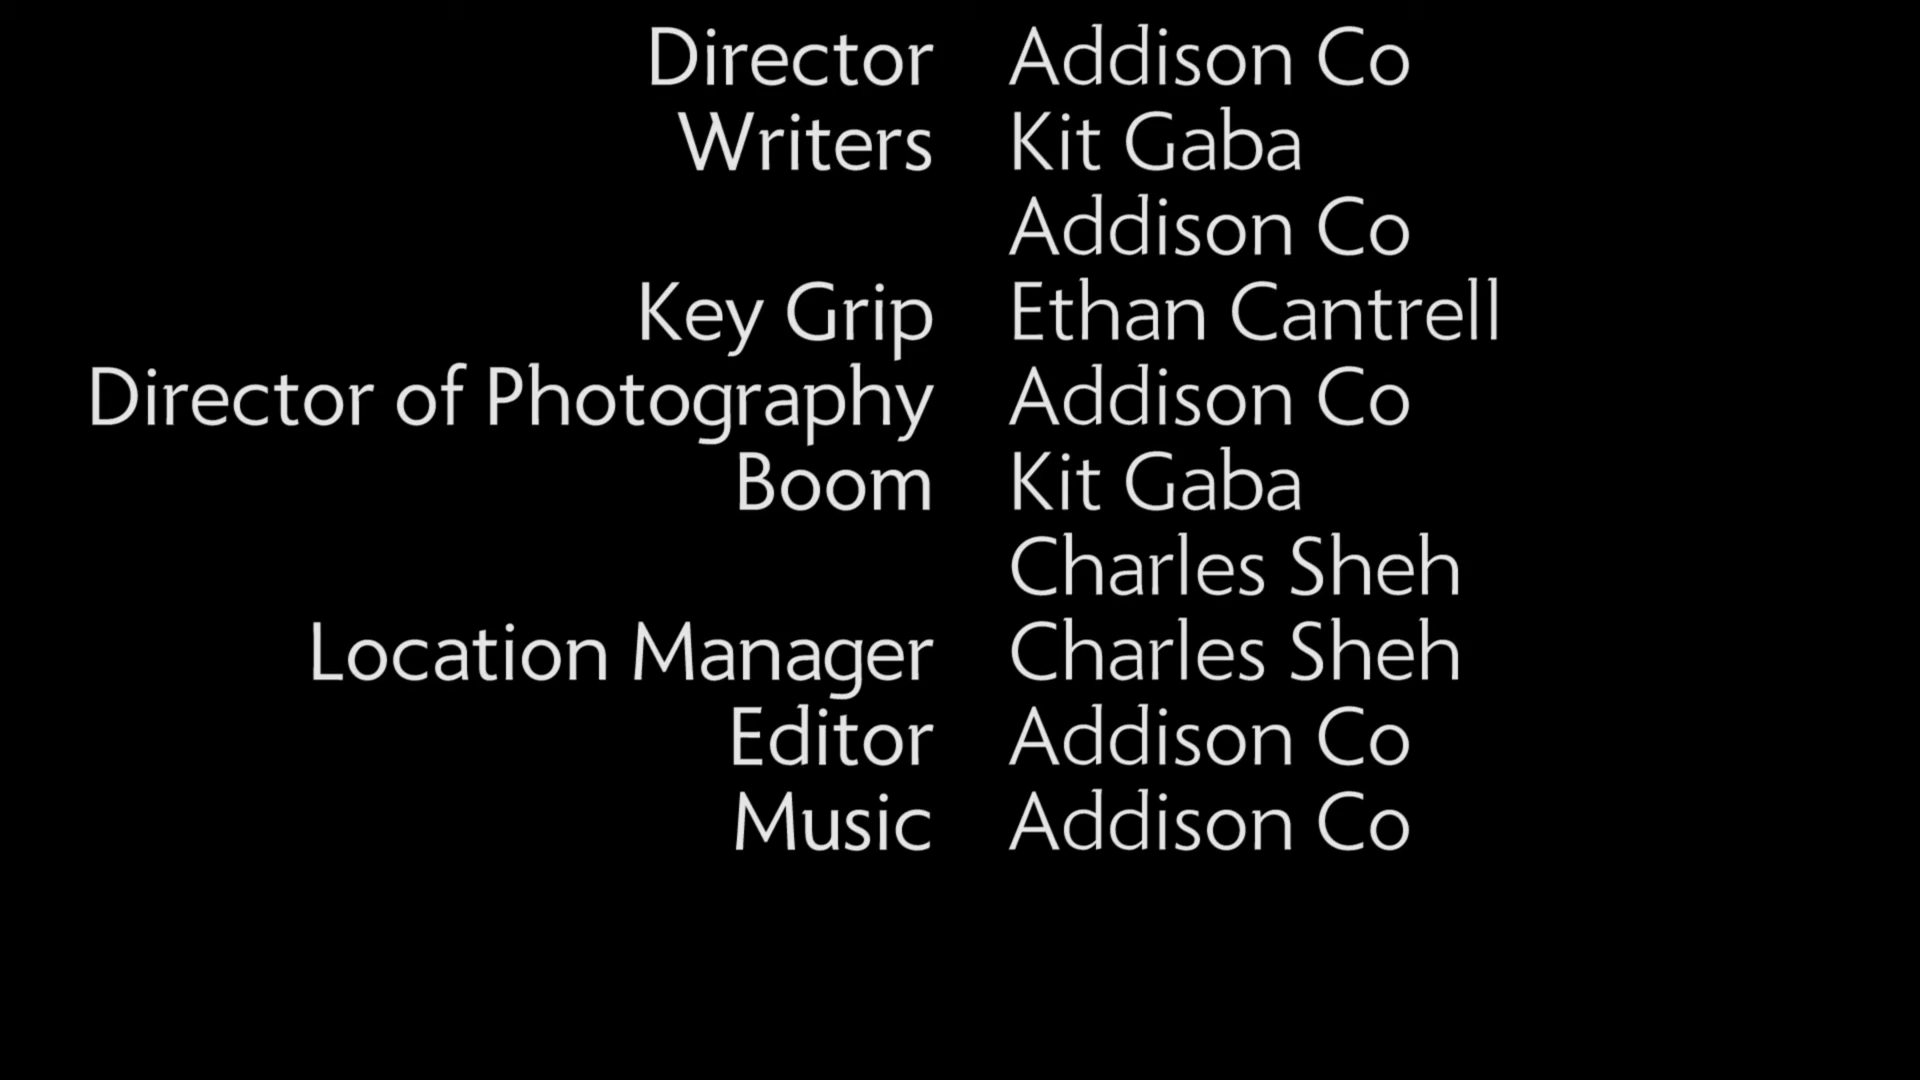 Director Addison Co
Writers Kit Gaba
Addison Co
Key Grip Ethan Cantrell
Director of Photography Addison Co
Boom Kit Gaba
Charles Sheh
Location Manager Charles Sheh
Editor Addison Co
Music Addison Co